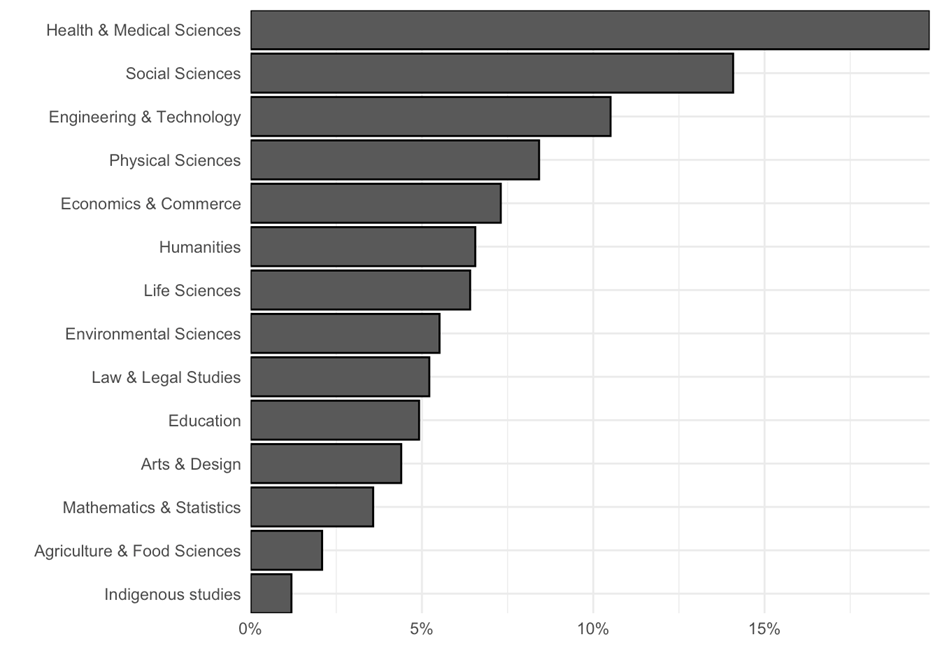 Health & Medical Sciences
Social Sciences
Engineering & Technology
Physical Sciences
Economics & Commerce
Humanities
Life Sciences
Environmental Sciences
Law & Legal Studies
Education
Arts & Design
Mathematics & Statistics
Agriculture & Food Sciences
Indigenous studies
0% 5% 10% 15%